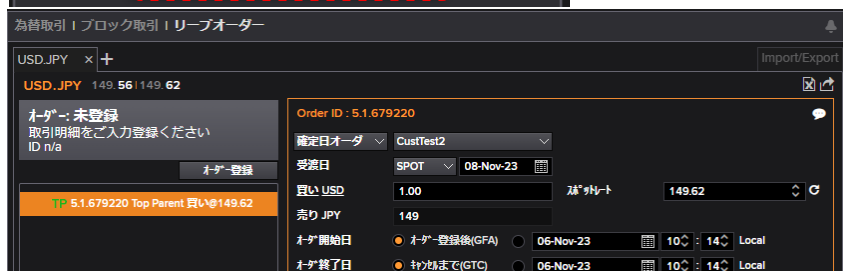 為替取引 | ブロック取引 | リーブオーダー
USD.JPY × + Import/Export
USD.JPY 149.56 | 149.62
ｵｰﾀﾞｰ: 未登録
取引明細をご入力登録ください
ID n/a
ｵｰﾀﾞｰ登録
TP 5.1.679220 Top Parent 買い@149.62
Order ID : 5.1.679220
確定日オーダ CustTest2
受渡日 SPOT 08-Nov-23
買い USD 1.00 ｽﾎﾟｯﾄﾚｰﾄ 149.62
売り JPY 149
ｵｰﾀﾞ開始日 ｵｰﾀﾞｰ登録後(GFA) 06-Nov-23 10 : 14 Local
ｵｰﾀﾞ終了日 ｷｬﾝｾﾙまで(GTC) 06-Nov-23 10 : 14 Local